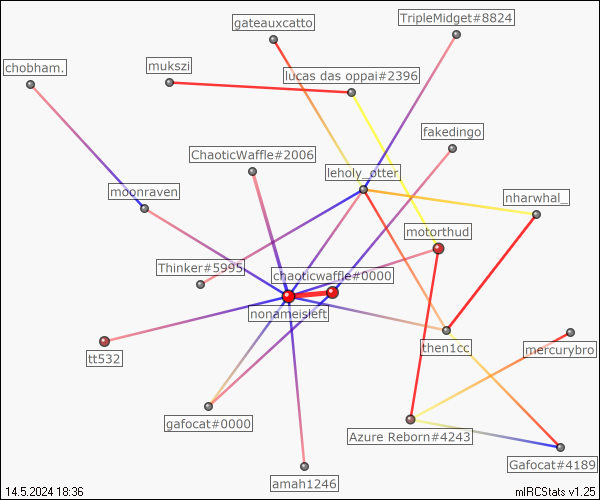 gateauxcatto
TripleMidget#8824
chobham.
mukszi
lucas das oppai#2396
fakedingo
ChaoticWaffle#2006
leholy_otter
moonraven
nharwhal_
motorthud
Thinker#5995
chaoticwaffle#0000
nonameisleft
then1cc
mercurybro
tt532
gafocat#0000
Azure Reborn#4243
Gafocat#4189
amah1246
14.5.2024 18:36
mIRCStats v1.25